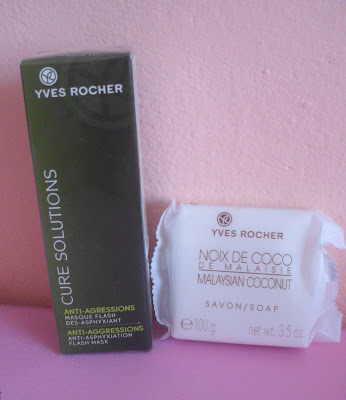 YVES ROCHER
CURE SOLUTIONS
ANTI-AGRESSIONS
MASQUE FLASH
DES-ASPHYXIANT
ANTI-AGGRESSIONS
ANTI-ASPHYXIATION
FLASH MASK
YVES ROCHER
NOIX DE COCO
DE MALAISIE
MALAYSIAN COCONUT
SAVON/SOAP
℮ 100 g net wt. 3.5 oz.